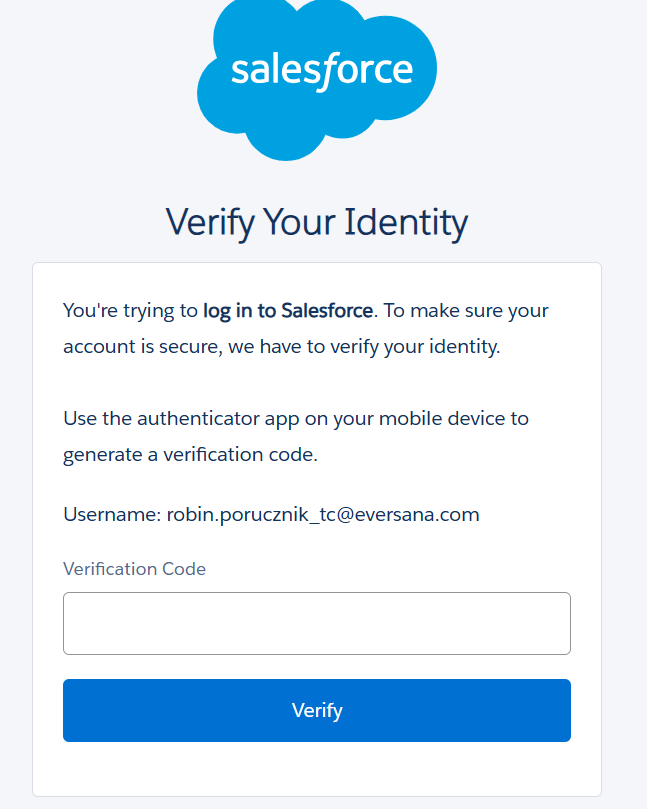 salesforce
Verify Your Identity
You're trying to log in to Salesforce. To make sure your
account is secure, we have to verify your identity.
Use the authenticator app on your mobile device to
generate a verification code.
Username: robin.porucznik_tc@eversana.com
Verification Code
Verify